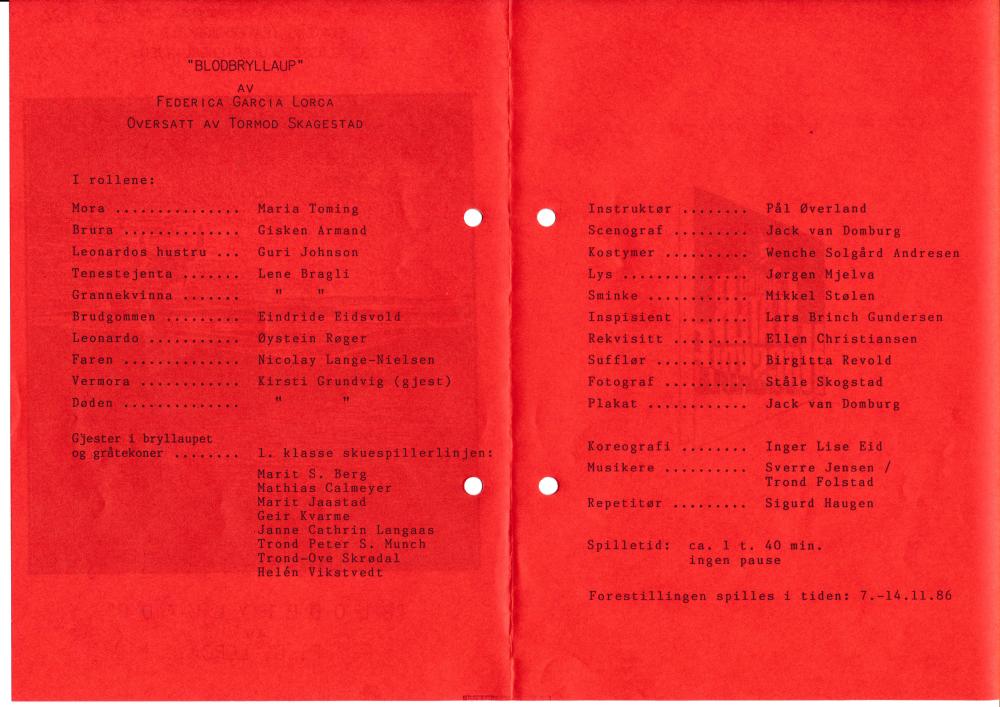 "BLODBRYLLAUP"
AV
FEDERICA GARCIA LORCA
OVERSATT AV TORMOD SKAGESTAD
I rollene:
Mora ............... Maria Toming
Brura .............. Gisken Armand
Leonardos hustru ... Guri Johnson
Tenestejenta ....... Lene Bragli
Grannekvinna ....... " "
Brudgommen ......... Eindride Eidsvold
Leonardo ........... Øystein Røger
Faren .............. Nicolay Lange-Nielsen
Vermora ............ Kirsti Grundvig (gjest)
Døden .............. " "
Gjester i bryllaupet
og gråtekoner ........ 1. klasse skuespillerlinjen:
Marit S. Berg
Mathias Calmeyer
Marit Jaastad
Geir Kvarme
Janne Cathrin Langaas
Trond Peter S. Munch
Trond-Ove Skrødal
Helén Vikstvedt
Instruktør ........ Pål Øverland
Scenograf ......... Jack van Domburg
Kostymer .......... Wenche Solgård Andresen
Lys ............... Jørgen Mjelva
Sminke ............ Mikkel Stølen
Inspisient ........ Lars Brinch Gundersen
Rekvisitt ......... Ellen Christiansen
Sufflør ........... Birgitta Revold
Fotograf .......... Ståle Skogstad
Plakat ............ Jack van Domburg
Koreografi ........ Inger Lise Eid
Musikere .......... Sverre Jensen /
Trond Folstad
Repetitør ......... Sigurd Haugen
Spilletid: ca. 1 t. 40 min.
ingen pause
Forestillingen spilles i tiden: 7.-14.11.86